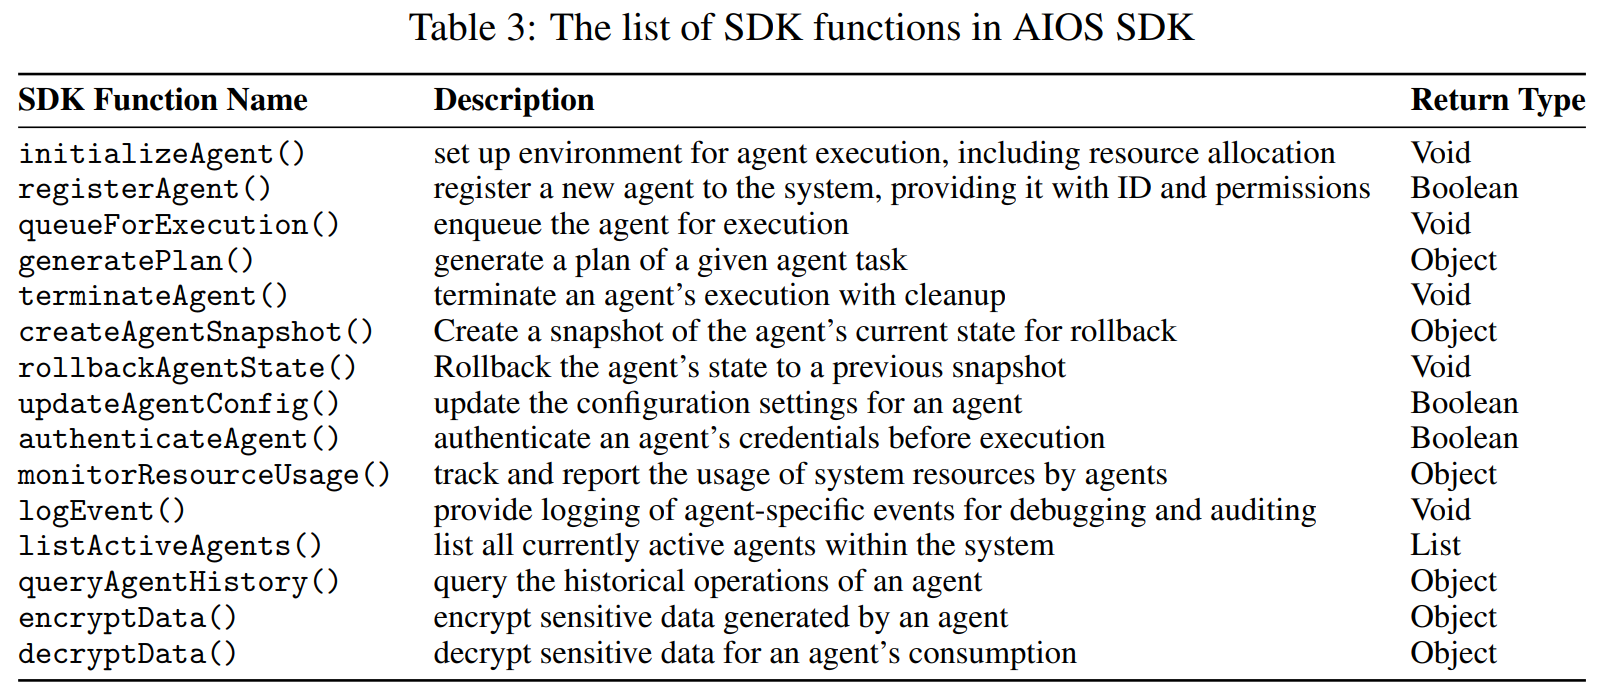 Table 3: The list of SDK functions in AIOS SDK
SDK Function Name Description Return Type
initializeAgent() set up environment for agent execution, including resource allocation Void
registerAgent() register a new agent to the system, providing it with ID and permissions Boolean
queueForExecution() enqueue the agent for execution Void
generatePlan() generate a plan of a given agent task Object
terminateAgent() terminate an agent’s execution with cleanup Void
createAgentSnapshot() Create a snapshot of the agent’s current state for rollback Object
rollbackAgentState() Rollback the agent’s state to a previous snapshot Void
updateAgentConfig() update the configuration settings for an agent Boolean
authenticateAgent() authenticate an agent’s credentials before execution Boolean
monitorResourceUsage() track and report the usage of system resources by agents Object
logEvent() provide logging of agent-specific events for debugging and auditing Void
listActiveAgents() list all currently active agents within the system List
queryAgentHistory() query the historical operations of an agent Object
encryptData() encrypt sensitive data generated by an agent Object
decryptData() decrypt sensitive data for an agent’s consumption Object